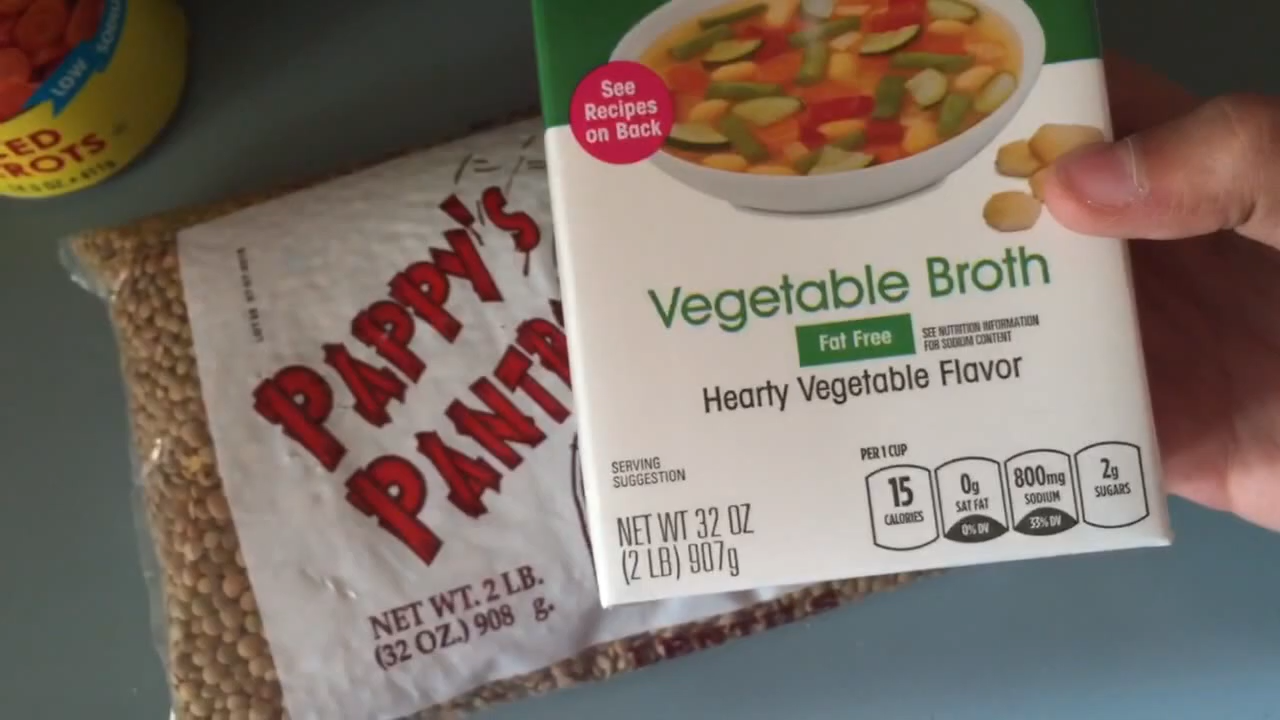 LOW SODIUM
ED
ROTS
PAPPY'S
PANTR
NET WT. 2 LB.
(32 OZ.) 908 g.
See
Recipes
on Back
Vegetable Broth
Fat Free
SEE NUTRITION INFORMATION
FOR SODIUM CONTENT
Hearty Vegetable Flavor
SERVING
SUGGESTION
NET WT 32 OZ
(2 LB) 907g
PER 1 CUP
15
CALORIES
0g
SAT FAT
0% DV
800mg
SODIUM
33% DV
2g
SUGARS